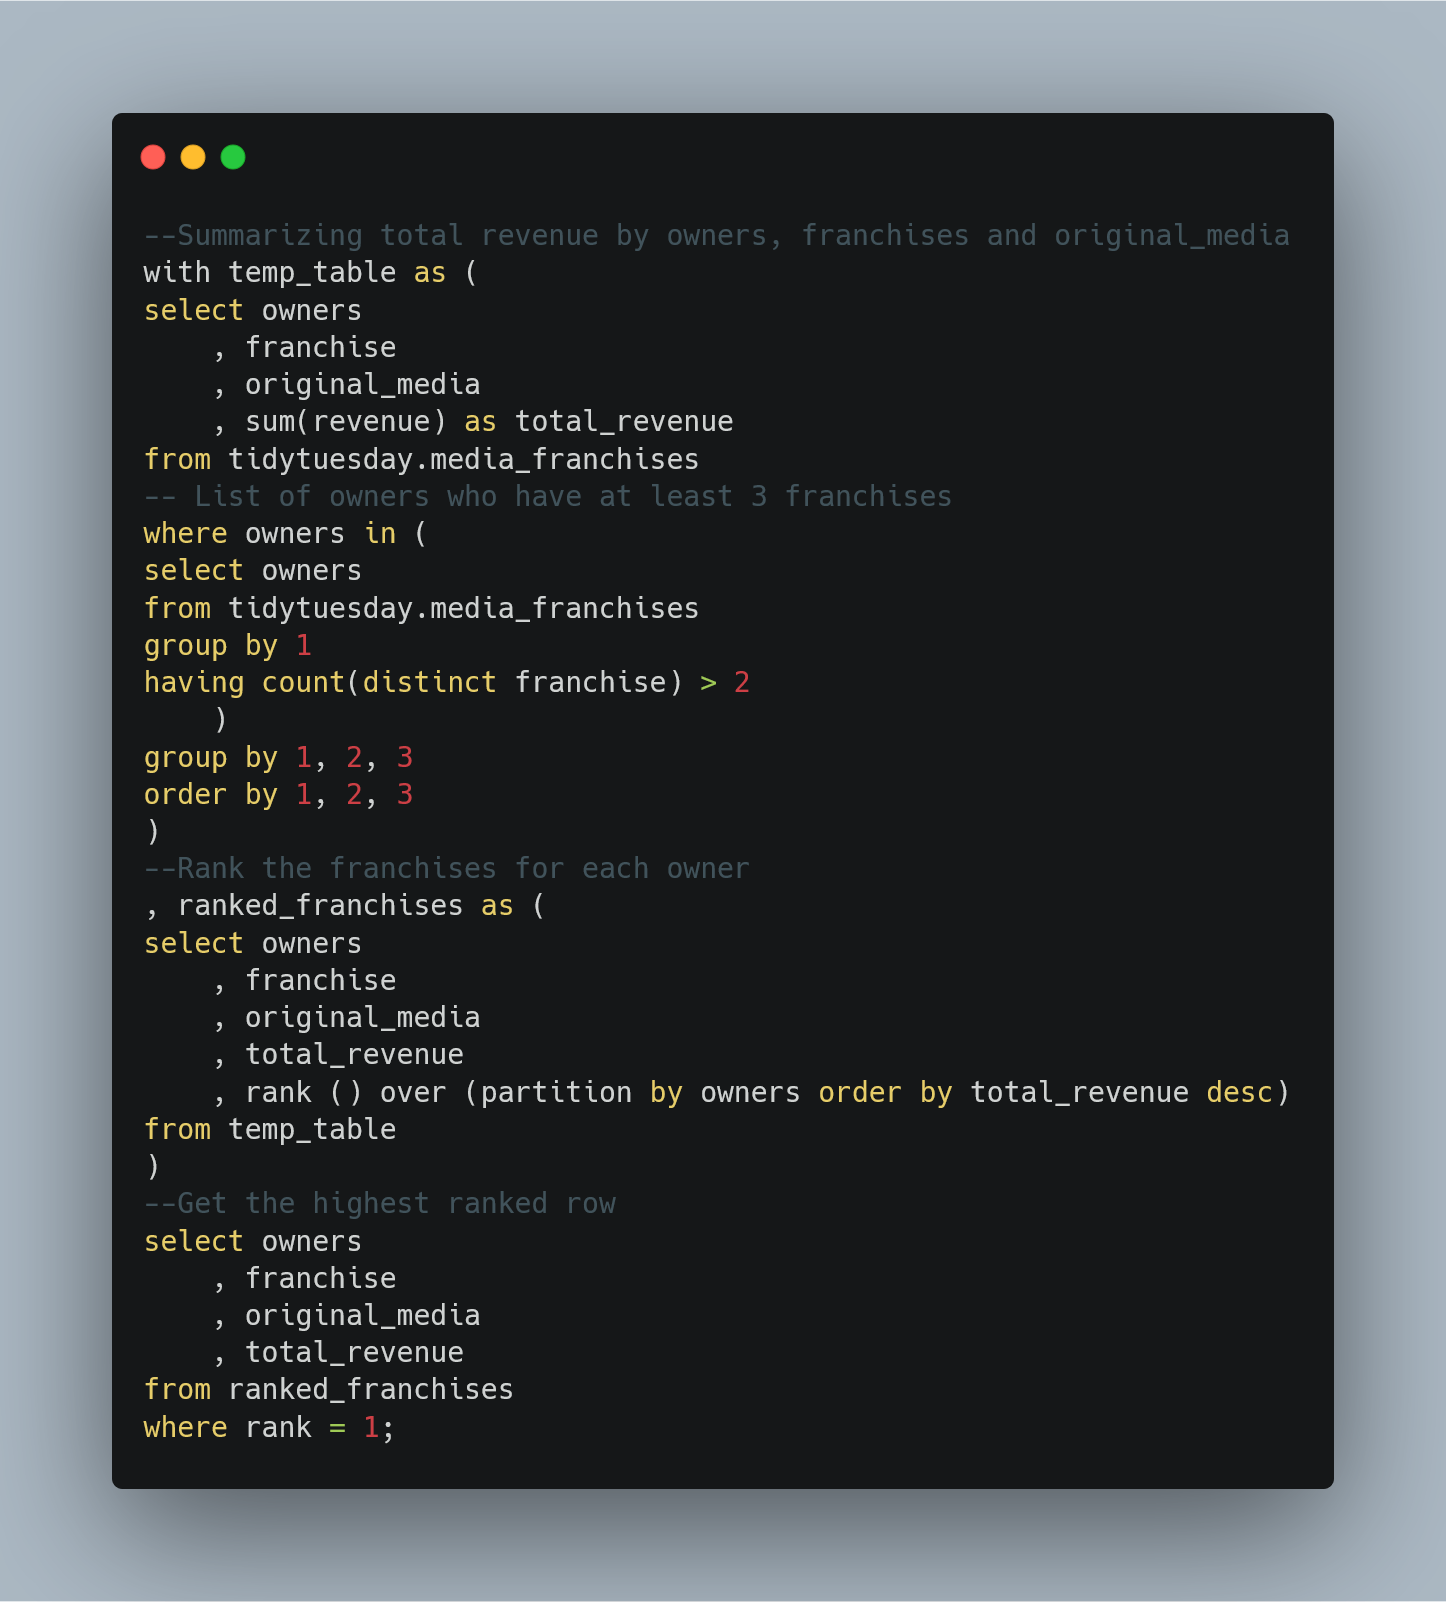 --Summarizing total revenue by owners, franchises and original_media
with temp_table as (
select owners
    , franchise
    , original_media
    , sum(revenue) as total_revenue
from tidytuesday.media_franchises
-- List of owners who have at least 3 franchises
where owners in (
select owners
from tidytuesday.media_franchises
group by 1
having count(distinct franchise) > 2
    )
group by 1, 2, 3
order by 1, 2, 3
)
--Rank the franchises for each owner
, ranked_franchises as (
select owners
    , franchise
    , original_media
    , total_revenue
    , rank () over (partition by owners order by total_revenue desc)
from temp_table
)
--Get the highest ranked row
select owners
    , franchise
    , original_media
    , total_revenue
from ranked_franchises
where rank = 1;